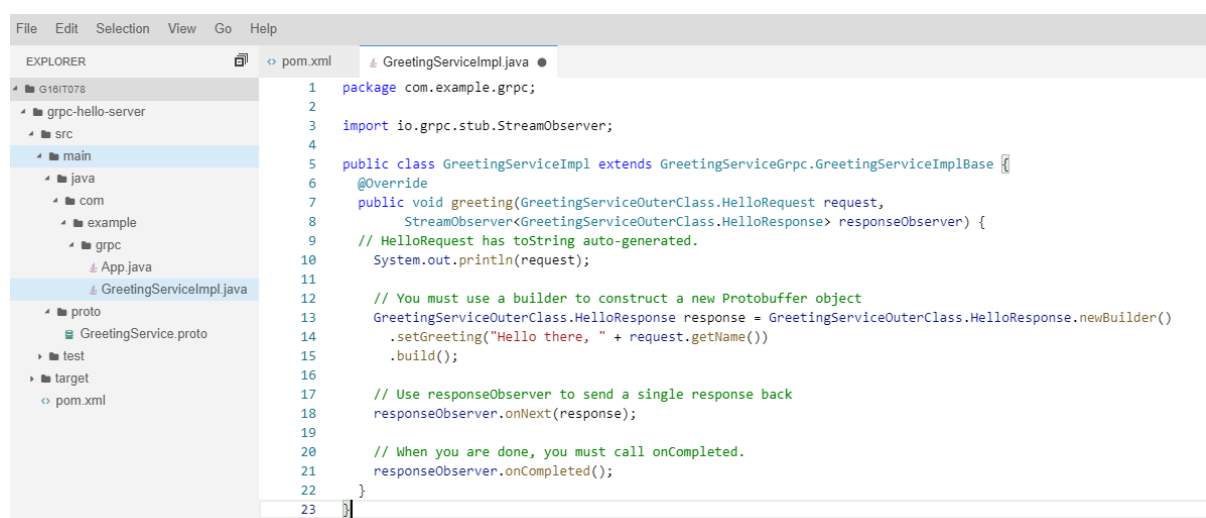 File Edit Selection View Go Help
EXPLORER
G16IT078
grpc-hello-server
src
main
java
com
example
grpc
App.java
GreetingServiceImpl.java
proto
GreetingService.proto
test
target
pom.xml
pom.xml GreetingServiceImpl.java
1 package com.example.grpc;
2
3 import io.grpc.stub.StreamObserver;
4
5 public class GreetingServiceImpl extends GreetingServiceGrpc.GreetingServiceImplBase {
6 @Override
7 public void greeting(GreetingServiceOuterClass.HelloRequest request,
8 StreamObserver<GreetingServiceOuterClass.HelloResponse> responseObserver) {
9 // HelloRequest has toString auto-generated.
10 System.out.println(request);
11
12 // You must use a builder to construct a new Protobuffer object
13 GreetingServiceOuterClass.HelloResponse response = GreetingServiceOuterClass.HelloResponse.newBuilder()
14 .setGreeting("Hello there, " + request.getName())
15 .build();
16
17 // Use responseObserver to send a single response back
18 responseObserver.onNext(response);
19
20 // When you are done, you must call onCompleted.
21 responseObserver.onCompleted();
22 }
23 }